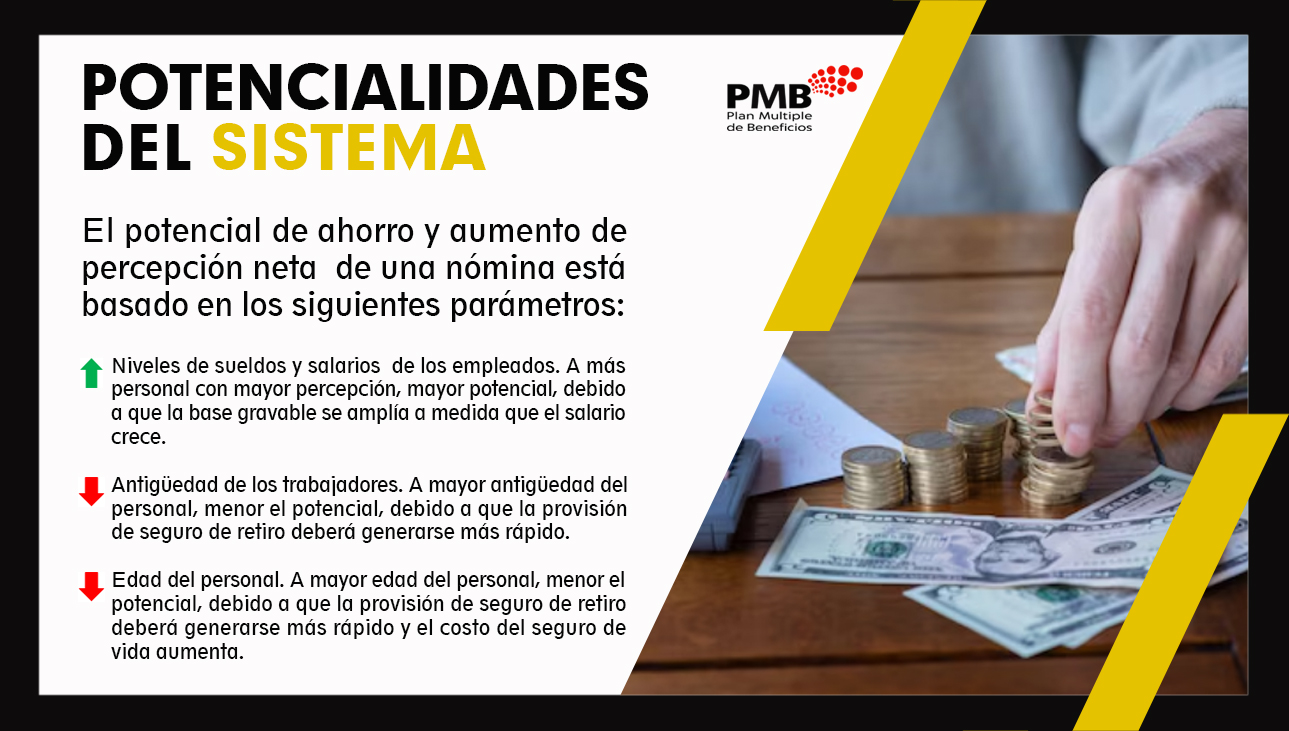 POTENCIALIDADES
DEL SISTEMA
PMB
Plan Multiple
de Beneficios
El potencial de ahorro y aumento de
percepción neta  de una nómina está
basado en los siguientes parámetros:
Niveles de sueldos y salarios  de los empleados. A más
personal con mayor percepción, mayor potencial, debido
a que la base gravable se amplía a medida que el salario
crece.
Antigüedad de los trabajadores. A mayor antigüedad del
personal, menor el potencial, debido a que la provisión
de seguro de retiro deberá generarse más rápido.
Edad del personal. A mayor edad del personal, menor el
potencial, debido a que la provisión de seguro de retiro
deberá generarse más rápido y el costo del seguro de
vida aumenta.